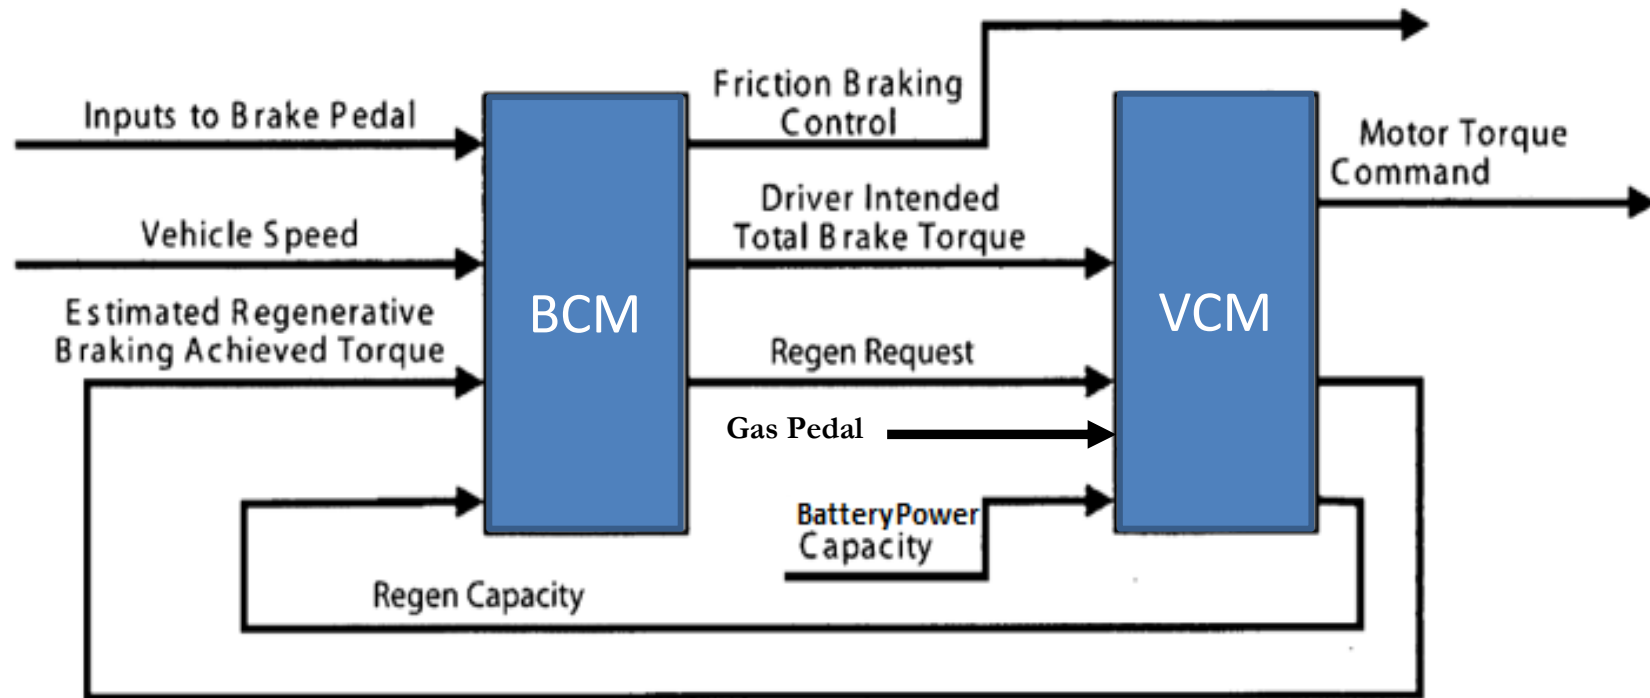 Inputs to Brake Pedal
Vehicle Speed
Estimated Regenerative
Braking Achieved Torque
BCM
Friction Braking
Control
Driver Intended
Total Brake Torque
Regen Request
Gas Pedal
BatteryPower
Capacity
Regen Capacity
VCM
Motor Torque
Command